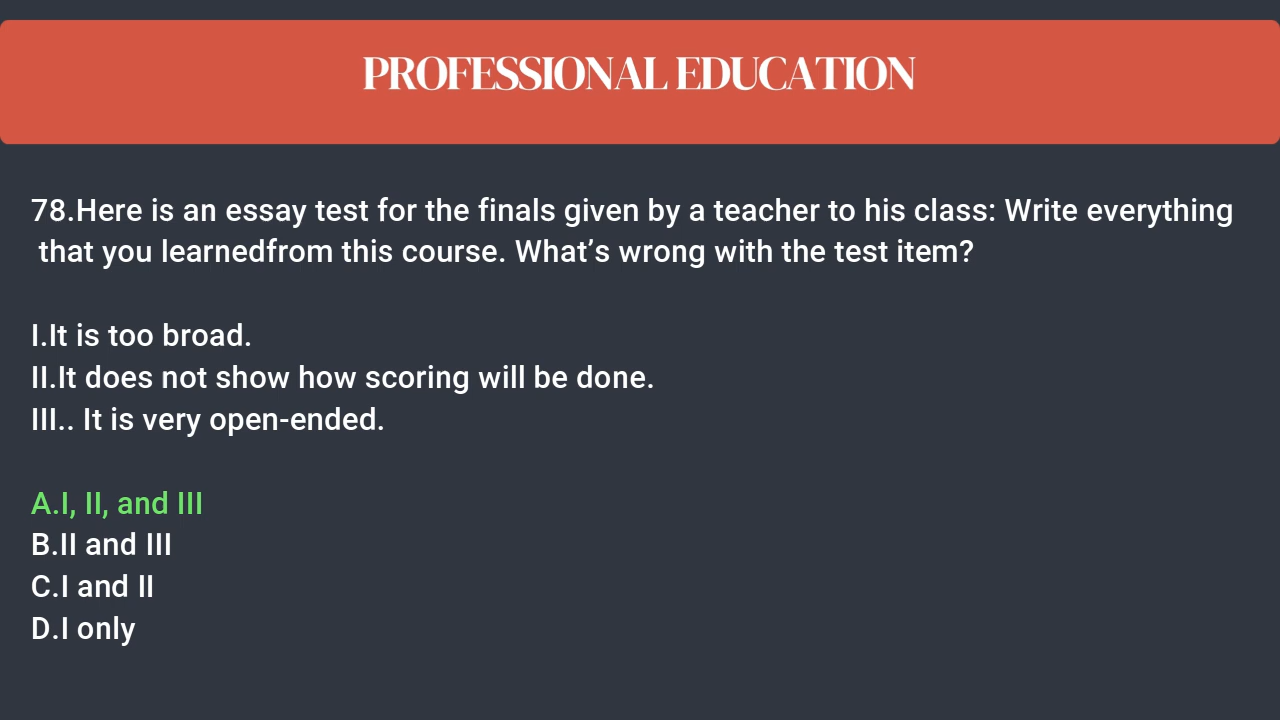 PROFESSIONAL EDUCATION
78.Here is an essay test for the finals given by a teacher to his class: Write everything
that you learnedfrom this course. What’s wrong with the test item?
I.It is too broad.
II.It does not show how scoring will be done.
III.. It is very open-ended.
A.I, II, and III
B.II and III
C.I and II
D.I only